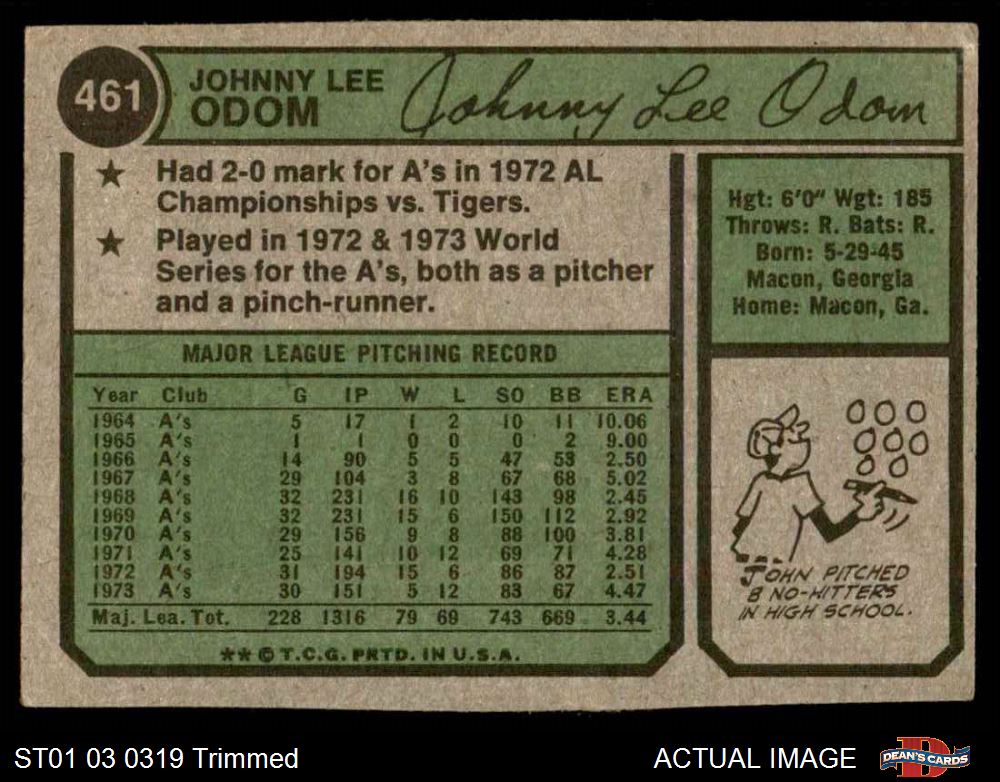 461
JOHNNY LEE
ODOM
Johnny Lee Odom
★ Had 2-0 mark for A's in 1972 AL
Championships vs. Tigers.
★ Played in 1972 & 1973 World
Series for the A's, both as a pitcher
and a pinch-runner.
Hgt: 6'0" Wgt: 185
Throws: R. Bats: R.
Born: 5-29-45
Macon, Georgia
Home: Macon, Ga.
MAJOR LEAGUE PITCHING RECORD
Year Club G IP W L SO BB ERA
1964 A's 5 17 1 2 10 11 10.06
1965 A's 1 1 0 0 0 2 9.00
1966 A's 14 90 5 5 47 53 2.50
1967 A's 29 104 3 8 67 68 5.02
1968 A's 32 231 16 10 143 98 2.45
1969 A's 32 231 15 6 150 112 2.92
1970 A's 29 156 9 8 88 100 3.81
1971 A's 25 141 10 12 69 71 4.28
1972 A's 31 194 15 6 86 87 2.51
1973 A's 30 151 5 12 83 67 4.47
Maj. Lea. Tot. 228 1316 79 69 743 669 3.44
** © T.C.G. PRTD. IN U.S.A.
JOHN PITCHED
8 NO-HITTERS
IN HIGH SCHOOL.
ST01 03 0319 Trimmed
ACTUAL IMAGE
DEAN'S CARDS